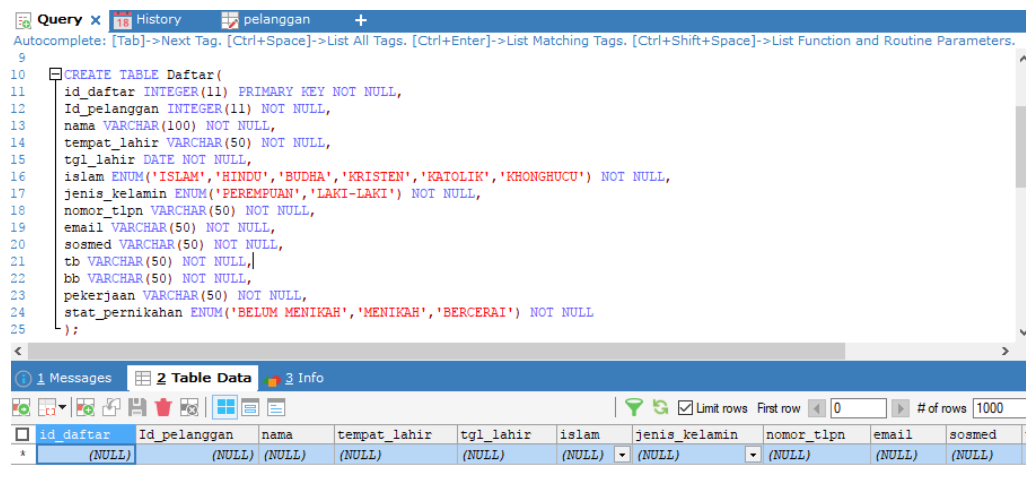 Query × 18 History pelanggan +
Autocomplete: [Tab]->Next Tag. [Ctrl+Space]->List All Tags. [Ctrl+Enter]->List Matching Tags. [Ctrl+Shift+Space]->List Function and Routine Parameters.
9
10 CREATE TABLE Daftar(
11 id_daftar INTEGER(11) PRIMARY KEY NOT NULL,
12 Id_pelanggan INTEGER(11) NOT NULL,
13 nama VARCHAR(100) NOT NULL,
14 tempat_lahir VARCHAR(50) NOT NULL,
15 tgl_lahir DATE NOT NULL,
16 islam ENUM('ISLAM','HINDU','BUDHA','KRISTEN','KATOLIK','KHONGHUCU') NOT NULL,
17 jenis_kelamin ENUM('PEREMPUAN','LAKI-LAKI') NOT NULL,
18 nomor_tlpn VARCHAR(50) NOT NULL,
19 email VARCHAR(50) NOT NULL,
20 sosmed VARCHAR(50) NOT NULL,
21 tb VARCHAR(50) NOT NULL,
22 bb VARCHAR(50) NOT NULL,
23 pekerjaan VARCHAR(50) NOT NULL,
24 stat_pernikahan ENUM('BELUM MENIKAH','MENIKAH','BERCERAI') NOT NULL
25 );
1 Messages 2 Table Data 3 Info
Limit rows First row 0 # of rows 1000
id_daftar Id_pelanggan nama tempat_lahir tgl_lahir islam jenis_kelamin nomor_tlpn email sosmed
* (NULL) (NULL) (NULL) (NULL) (NULL) (NULL) (NULL) (NULL) (NULL) (NULL)